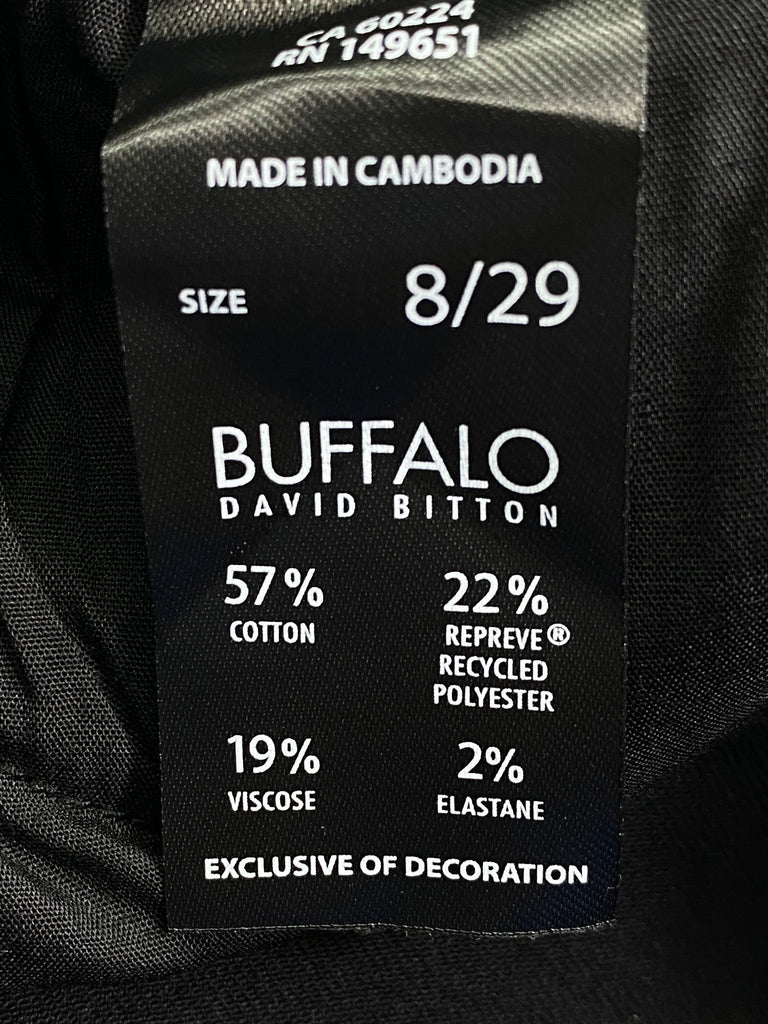 CA 60224
RN 149651
MADE IN CAMBODIA
SIZE 8/29
BUFFALO
DAVID BITTON
57% 22%
COTTON REPREVE®
RECYCLED
POLYESTER
19% 2%
VISCOSE ELASTANE
EXCLUSIVE OF DECORATION